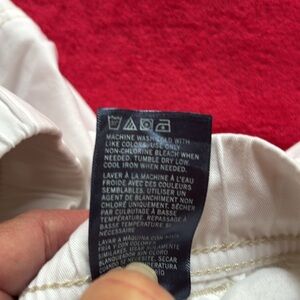 MACHINE WASH COLD WITH
LIKE COLORS. USE ONLY
NON-CHLORINE BLEACH WHEN
NEEDED. TUMBLE DRY LOW.
COOL IRON WHEN NEEDED.
LAVER À LA MACHINE À L'EAU
FROIDE AVEC DES COULEURS
SEMBLABLES. UTILISER UN
AGENT DE BLANCHIMENT NON
CHLORÉ UNIQUEMENT SI
NÉCESSAIRE. SÉCHER
PAR CULBUTAGE À BASSE
TEMPÉRATURE. REPASSAGE À
BASSE TEMPÉRATURE SI
NÉCESSAIRE.
LAVAR A MÁQUINA CON
FRÍA Y CON COLORES